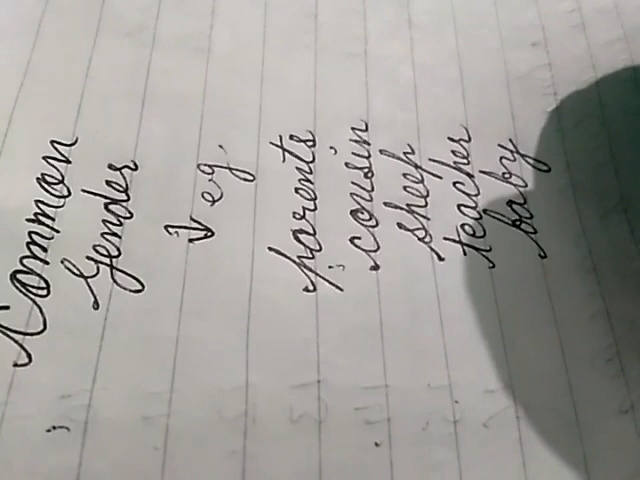 Common
Gender
↓ eg.
parents
cousin
sheep
teacher
baby